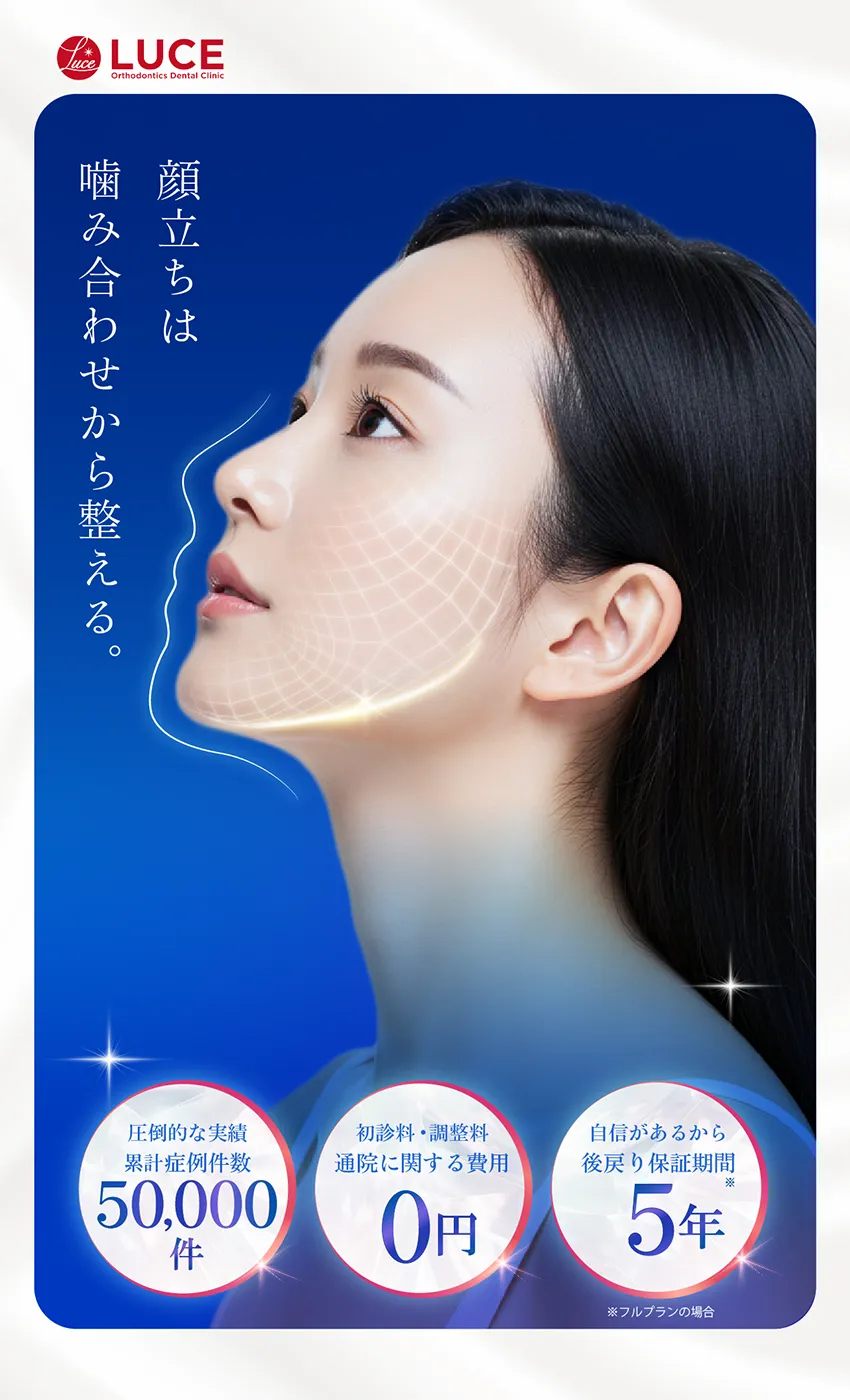 Luce
LUCE
Orthodontics Dental Clinic
顔立ちは
噛み合わせから整える。
圧倒的な実績
累計症例件数
50,000
件
初診料・調整料
通院に関する費用
0円
自信があるから
後戻り保証期間
※
5年
※フルプランの場合